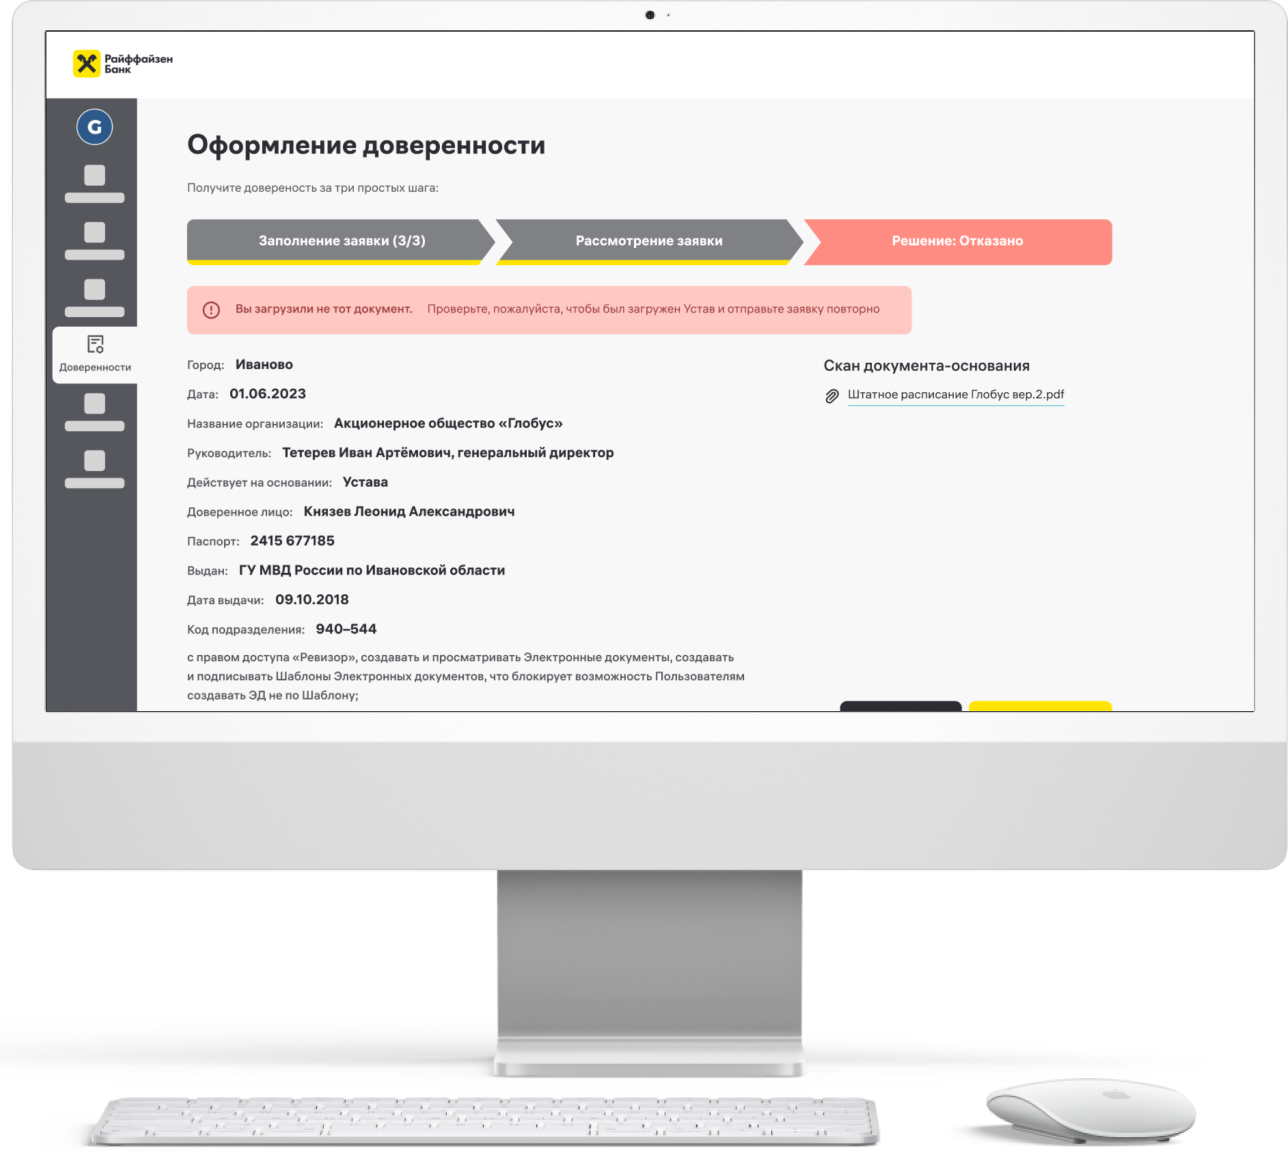 Райффайзен
Банк
G
Оформление доверенности
Получите довереность за три простых шага:
Заполнение заявки (3/3)
Рассмотрение заявки
Решение: Отказано
Вы загрузили не тот документ. Проверьте, пожалуйста, чтобы был загружен Устав и отправьте заявку повторно
Доверенности
Город: Иваново
Дата: 01.06.2023
Название организации: Акционерное общество «Глобус»
Руководитель: Тетерев Иван Артёмович, генеральный директор
Действует на основании: Устава
Доверенное лицо: Князев Леонид Александрович
Паспорт: 2415 677185
Выдан: ГУ МВД России по Ивановской области
Дата выдачи: 09.10.2018
Код подразделения: 940–544
с правом доступа «Ревизор», создавать и просматривать Электронные документы, создавать
и подписывать Шаблоны Электронных документов, что блокирует возможность Пользователям
создавать ЭД не по Шаблону;
Скан документа-основания
Штатное расписание Глобус вер.2.pdf